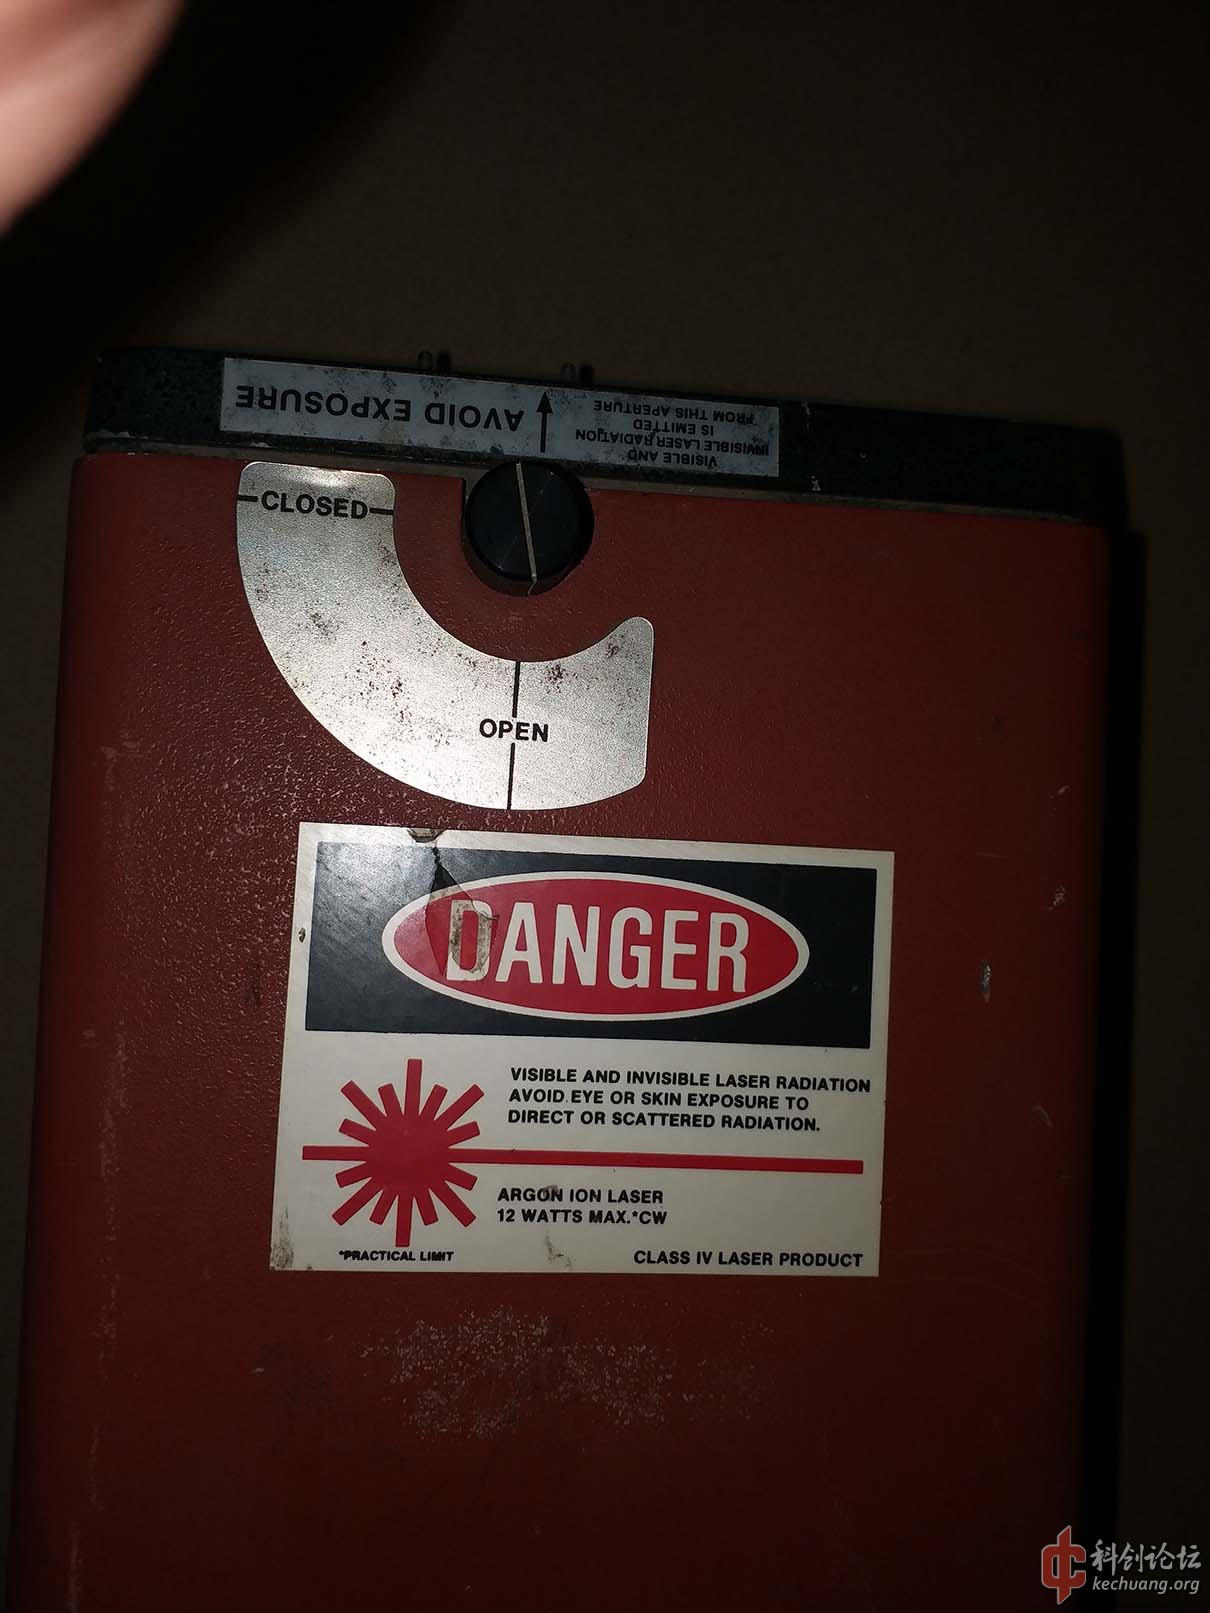 AVOID EXPOSURE
VISIBLE AND
INVISIBLE LASER RADIATION
IS EMITTED
FROM THIS APERTURE
CLOSED
OPEN
DANGER
VISIBLE AND INVISIBLE LASER RADIATION
AVOID EYE OR SKIN EXPOSURE TO
DIRECT OR SCATTERED RADIATION.
ARGON ION LASER
12 WATTS MAX.*CW
*PRACTICAL LIMIT
CLASS IV LASER PRODUCT
科创论坛
kechuang.org